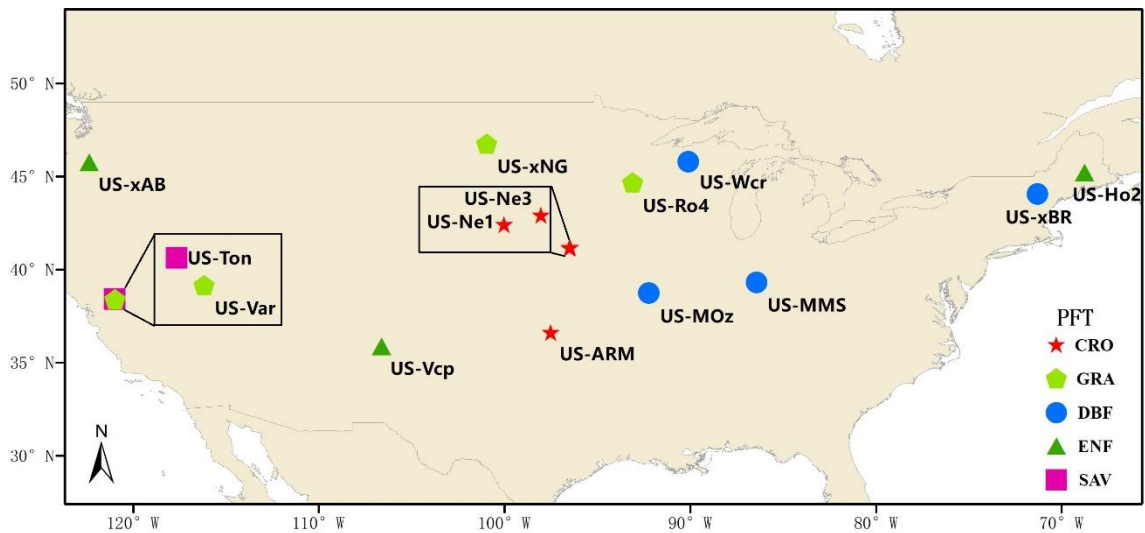 50° N
45° N
40° N
35° N
30° N
120° W
110° W
100° W
90° W
80° W
70° W
US-xAB
US-xNG
US-Wcr
US-Ro4
US-Ho2
US-xBR
US-Ne3
US-Ne1
US-Ton
US-Var
US-MOz
US-MMS
US-ARM
US-Vcp
N
PFT
CRO
GRA
DBF
ENF
SAV